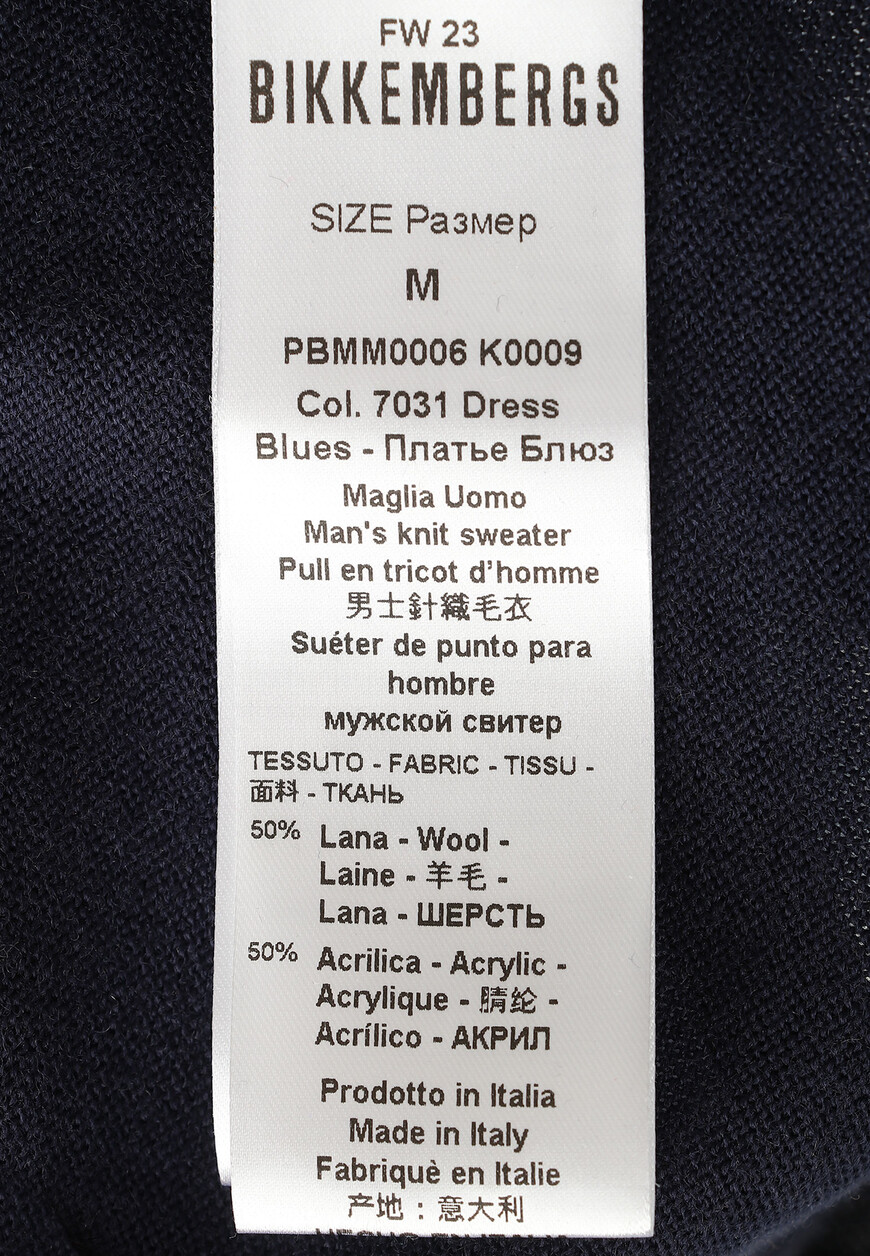 FW 23
BIKKEMBERGS
SIZE Размер
M
PBMM0006 K0009
Col. 7031 Dress
Blues - Платье Блюз
Maglia Uomo
Man's knit sweater
Pull en tricot d'homme
男士針織毛衣
Suéter de punto para
hombre
мужской свитер
TESSUTO - FABRIC - TISSU -
面料 - ТКАНЬ
50% Lana - Wool -
Laine - 羊毛 -
Lana - ШЕРСТЬ
50% Acrilica - Acrylic -
Acrylique - 腈纶 -
Acrílico - АКРИЛ
Prodotto in Italia
Made in Italy
Fabriquè en Italie
产地：意大利